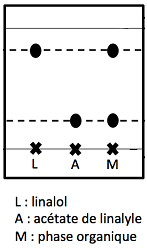 L A M
L : linalol
A : acétate de linalyle
M : phase organique